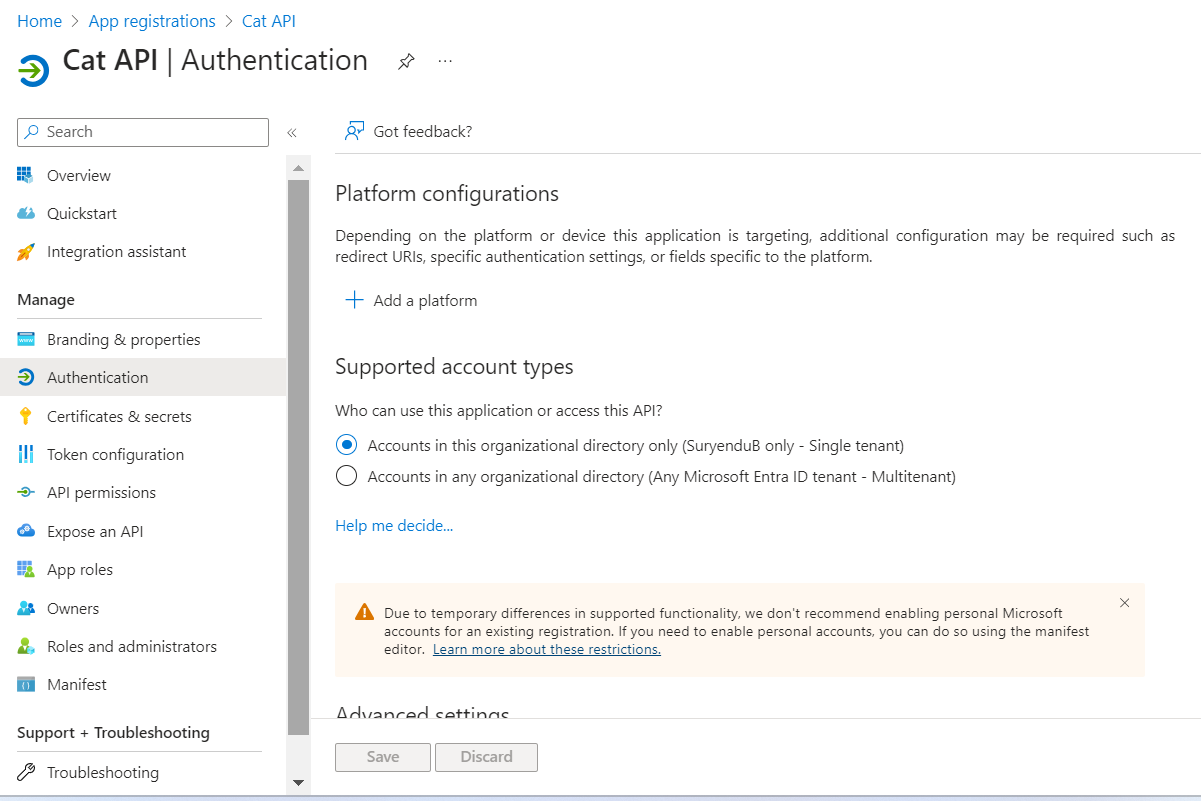 Home > App registrations > Cat API
Cat API | Authentication
Search
«
Got feedback?
Overview
Quickstart
Integration assistant
Manage
Branding & properties
Authentication
Certificates & secrets
Token configuration
API permissions
Expose an API
App roles
Owners
Roles and administrators
Manifest
Support + Troubleshooting
Troubleshooting
Platform configurations
Depending on the platform or device this application is targeting, additional configuration may be required such as
redirect URIs, specific authentication settings, or fields specific to the platform.
Add a platform
Supported account types
Who can use this application or access this API?
Accounts in this organizational directory only (SuryenduB only - Single tenant)
Accounts in any organizational directory (Any Microsoft Entra ID tenant - Multitenant)
Help me decide...
Due to temporary differences in supported functionality, we don't recommend enabling personal Microsoft
accounts for an existing registration. If you need to enable personal accounts, you can do so using the manifest
editor. Learn more about these restrictions.
Advanced settings
Save
Discard